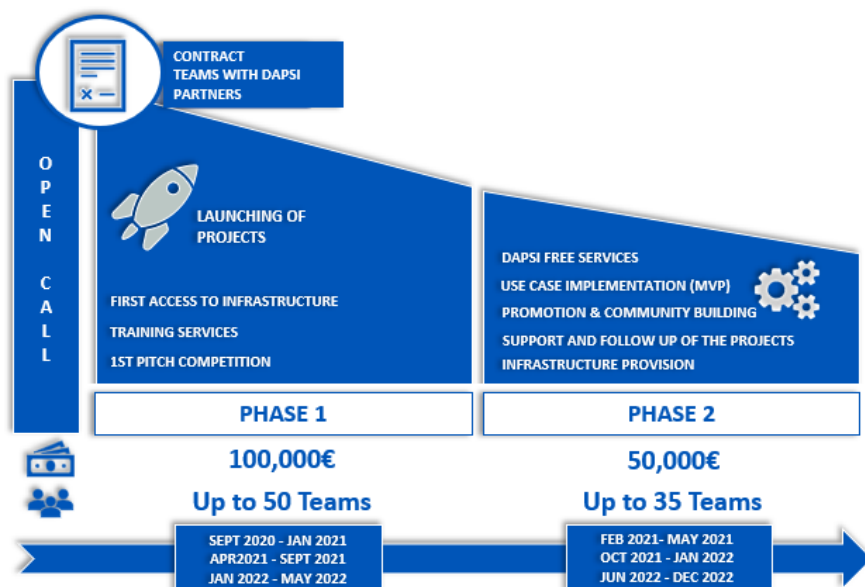 CONTRACT
TEAMS WITH DAPSI
PARTNERS
OPEN CALL
LAUNCHING OF
PROJECTS
FIRST ACCESS TO INFRASTRUCTURE
TRAINING SERVICES
1ST PITCH COMPETITION
DAPSI FREE SERVICES
USE CASE IMPLEMENTATION (MVP)
PROMOTION & COMMUNITY BUILDING
SUPPORT AND FOLLOW UP OF THE PROJECTS
INFRASTRUCTURE PROVISION
PHASE 1
PHASE 2
100,000€
50,000€
Up to 50 Teams
Up to 35 Teams
SEPT 2020 - JAN 2021
APR2021 - SEPT 2021
JAN 2022 - MAY 2022
FEB 2021- MAY 2021
OCT 2021 - JAN 2022
JUN 2022 - DEC 2022